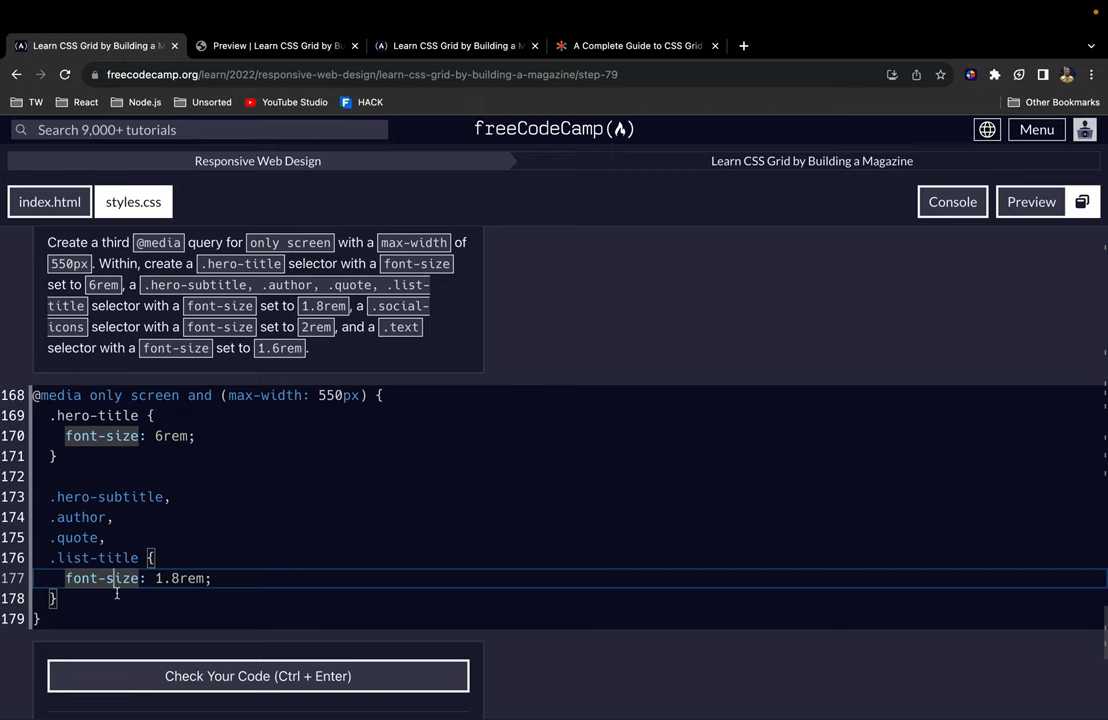 Learn CSS Grid by Building a M
Preview | Learn CSS Grid by Bu
Learn CSS Grid by Building a M
A Complete Guide to CSS Grid
freecodecamp.org/learn/2022/responsive-web-design/learn-css-grid-by-building-a-magazine/step-79
TW React Node.js Unsorted YouTube Studio HACK Other Bookmarks
Search 9,000+ tutorials freeCodeCamp Menu
Responsive Web Design Learn CSS Grid by Building a Magazine
index.html styles.css Console Preview
Create a third @media query for only screen with a max-width of
550px. Within, create a .hero-title selector with a font-size
set to 6rem, a .hero-subtitle, .author, .quote, .list-
title selector with a font-size set to 1.8rem, a .social-
icons selector with a font-size set to 2rem, and a .text
selector with a font-size set to 1.6rem.
168 @media only screen and (max-width: 550px) {
169 .hero-title {
170 font-size: 6rem;
171 }
172
173 .hero-subtitle,
174 .author,
175 .quote,
176 .list-title {
177 font-size: 1.8rem;
178 }
179 }
Check Your Code (Ctrl + Enter)